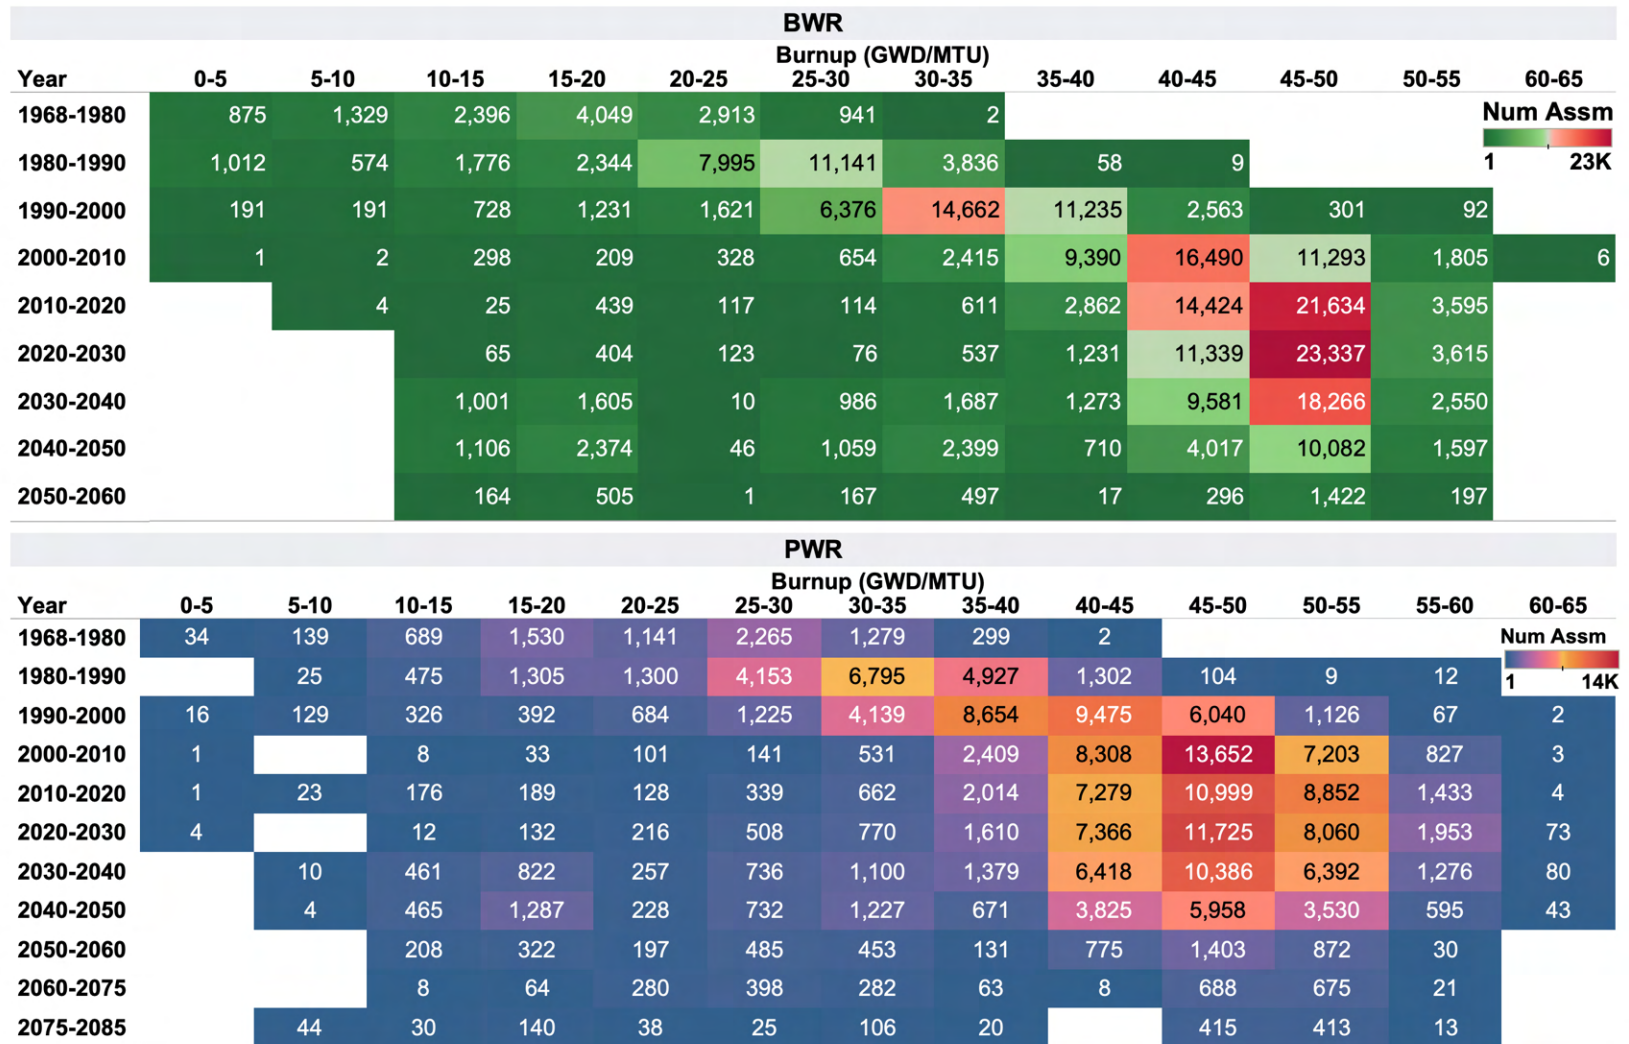 BWR
Burnup (GWD/MTU)
Year 0-5 5-10 10-15 15-20 20-25 25-30 30-35 35-40 40-45 45-50 50-55 60-65
1968-1980 875 1,329 2,396 4,049 2,913 941 2
Num Assm
1 23K
1980-1990 1,012 574 1,776 2,344 7,995 11,141 3,836 58 9
1990-2000 191 191 728 1,231 1,621 6,376 14,662 11,235 2,563 301 92
2000-2010 1 2 298 209 328 654 2,415 9,390 16,490 11,293 1,805 6
2010-2020 4 25 439 117 114 611 2,862 14,424 21,634 3,595
2020-2030 65 404 123 76 537 1,231 11,339 23,337 3,615
2030-2040 1,001 1,605 10 986 1,687 1,273 9,581 18,266 2,550
2040-2050 1,106 2,374 46 1,059 2,399 710 4,017 10,082 1,597
2050-2060 164 505 1 167 497 17 296 1,422 197
PWR
Burnup (GWD/MTU)
Year 0-5 5-10 10-15 15-20 20-25 25-30 30-35 35-40 40-45 45-50 50-55 55-60 60-65
1968-1980 34 139 689 1,530 1,141 2,265 1,279 299 2
Num Assm
1 14K
1980-1990 25 475 1,305 1,300 4,153 6,795 4,927 1,302 104 9 12
1990-2000 16 129 326 392 684 1,225 4,139 8,654 9,475 6,040 1,126 67 2
2000-2010 1 8 33 101 141 531 2,409 8,308 13,652 7,203 827 3
2010-2020 1 23 176 189 128 339 662 2,014 7,279 10,999 8,852 1,433 4
2020-2030 4 12 132 216 508 770 1,610 7,366 11,725 8,060 1,953 73
2030-2040 10 461 822 257 736 1,100 1,379 6,418 10,386 6,392 1,276 80
2040-2050 4 465 1,287 228 732 1,227 671 3,825 5,958 3,530 595 43
2050-2060 208 322 197 485 453 131 775 1,403 872 30
2060-2075 8 64 280 398 282 63 8 688 675 21
2075-2085 44 30 140 38 25 106 20 415 413 13